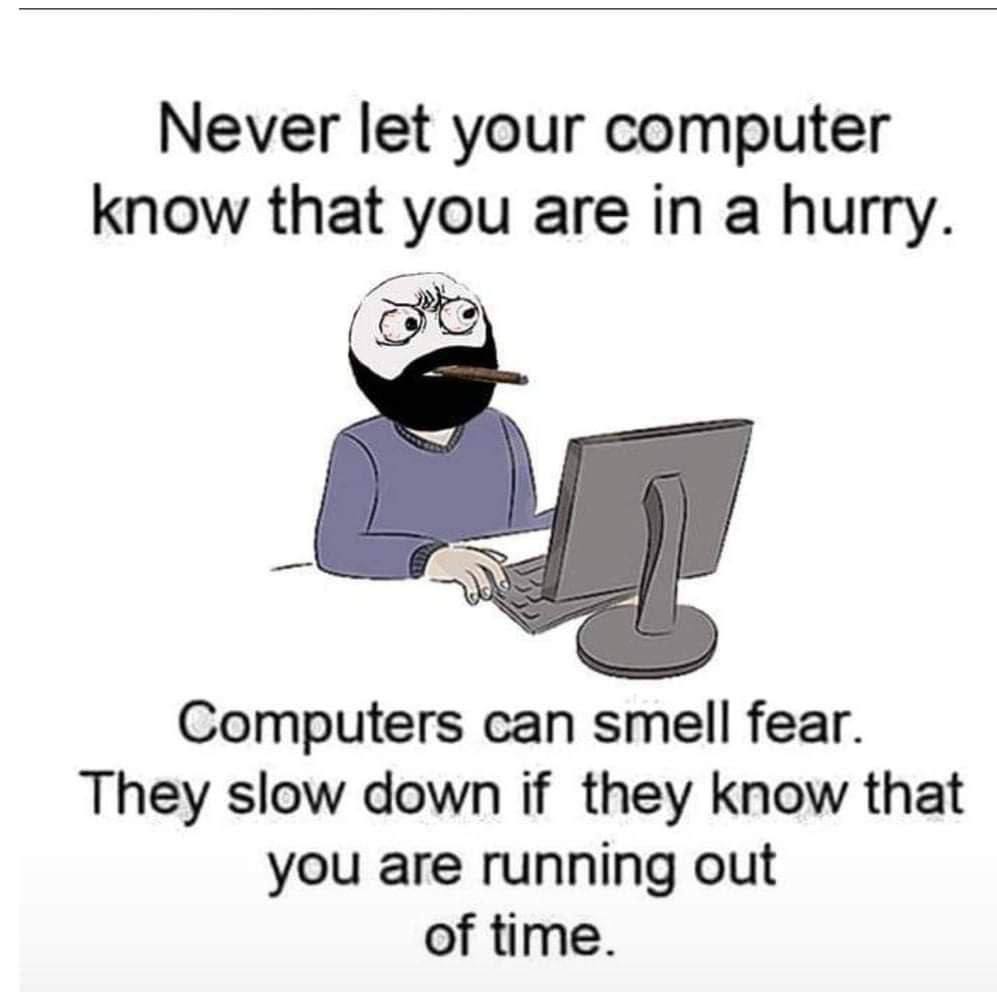 Never let your computer
know that you are in a hurry.
Computers can smell fear.
They slow down if they know that
you are running out
of time.